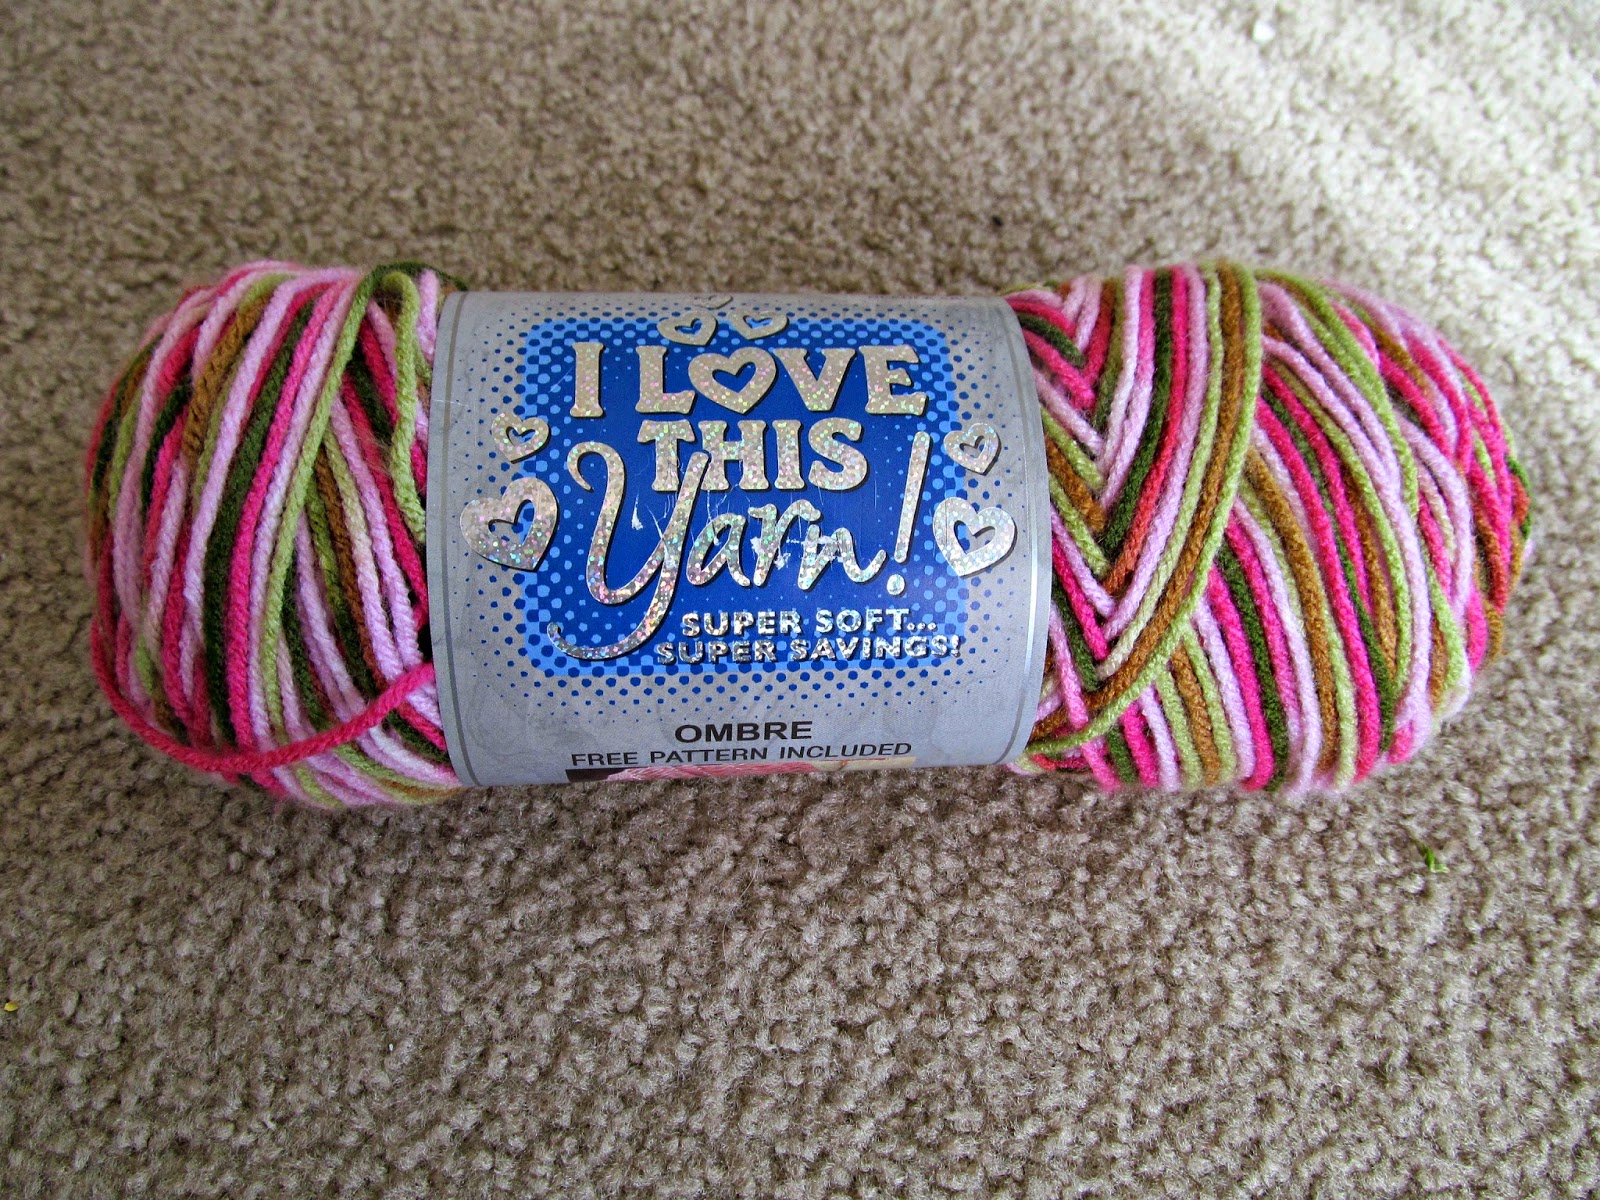 I LOVE
THIS
Yarn!
SUPER SOFT...
SUPER SAVINGS!
OMBRE
FREE PATTERN INCLUDED